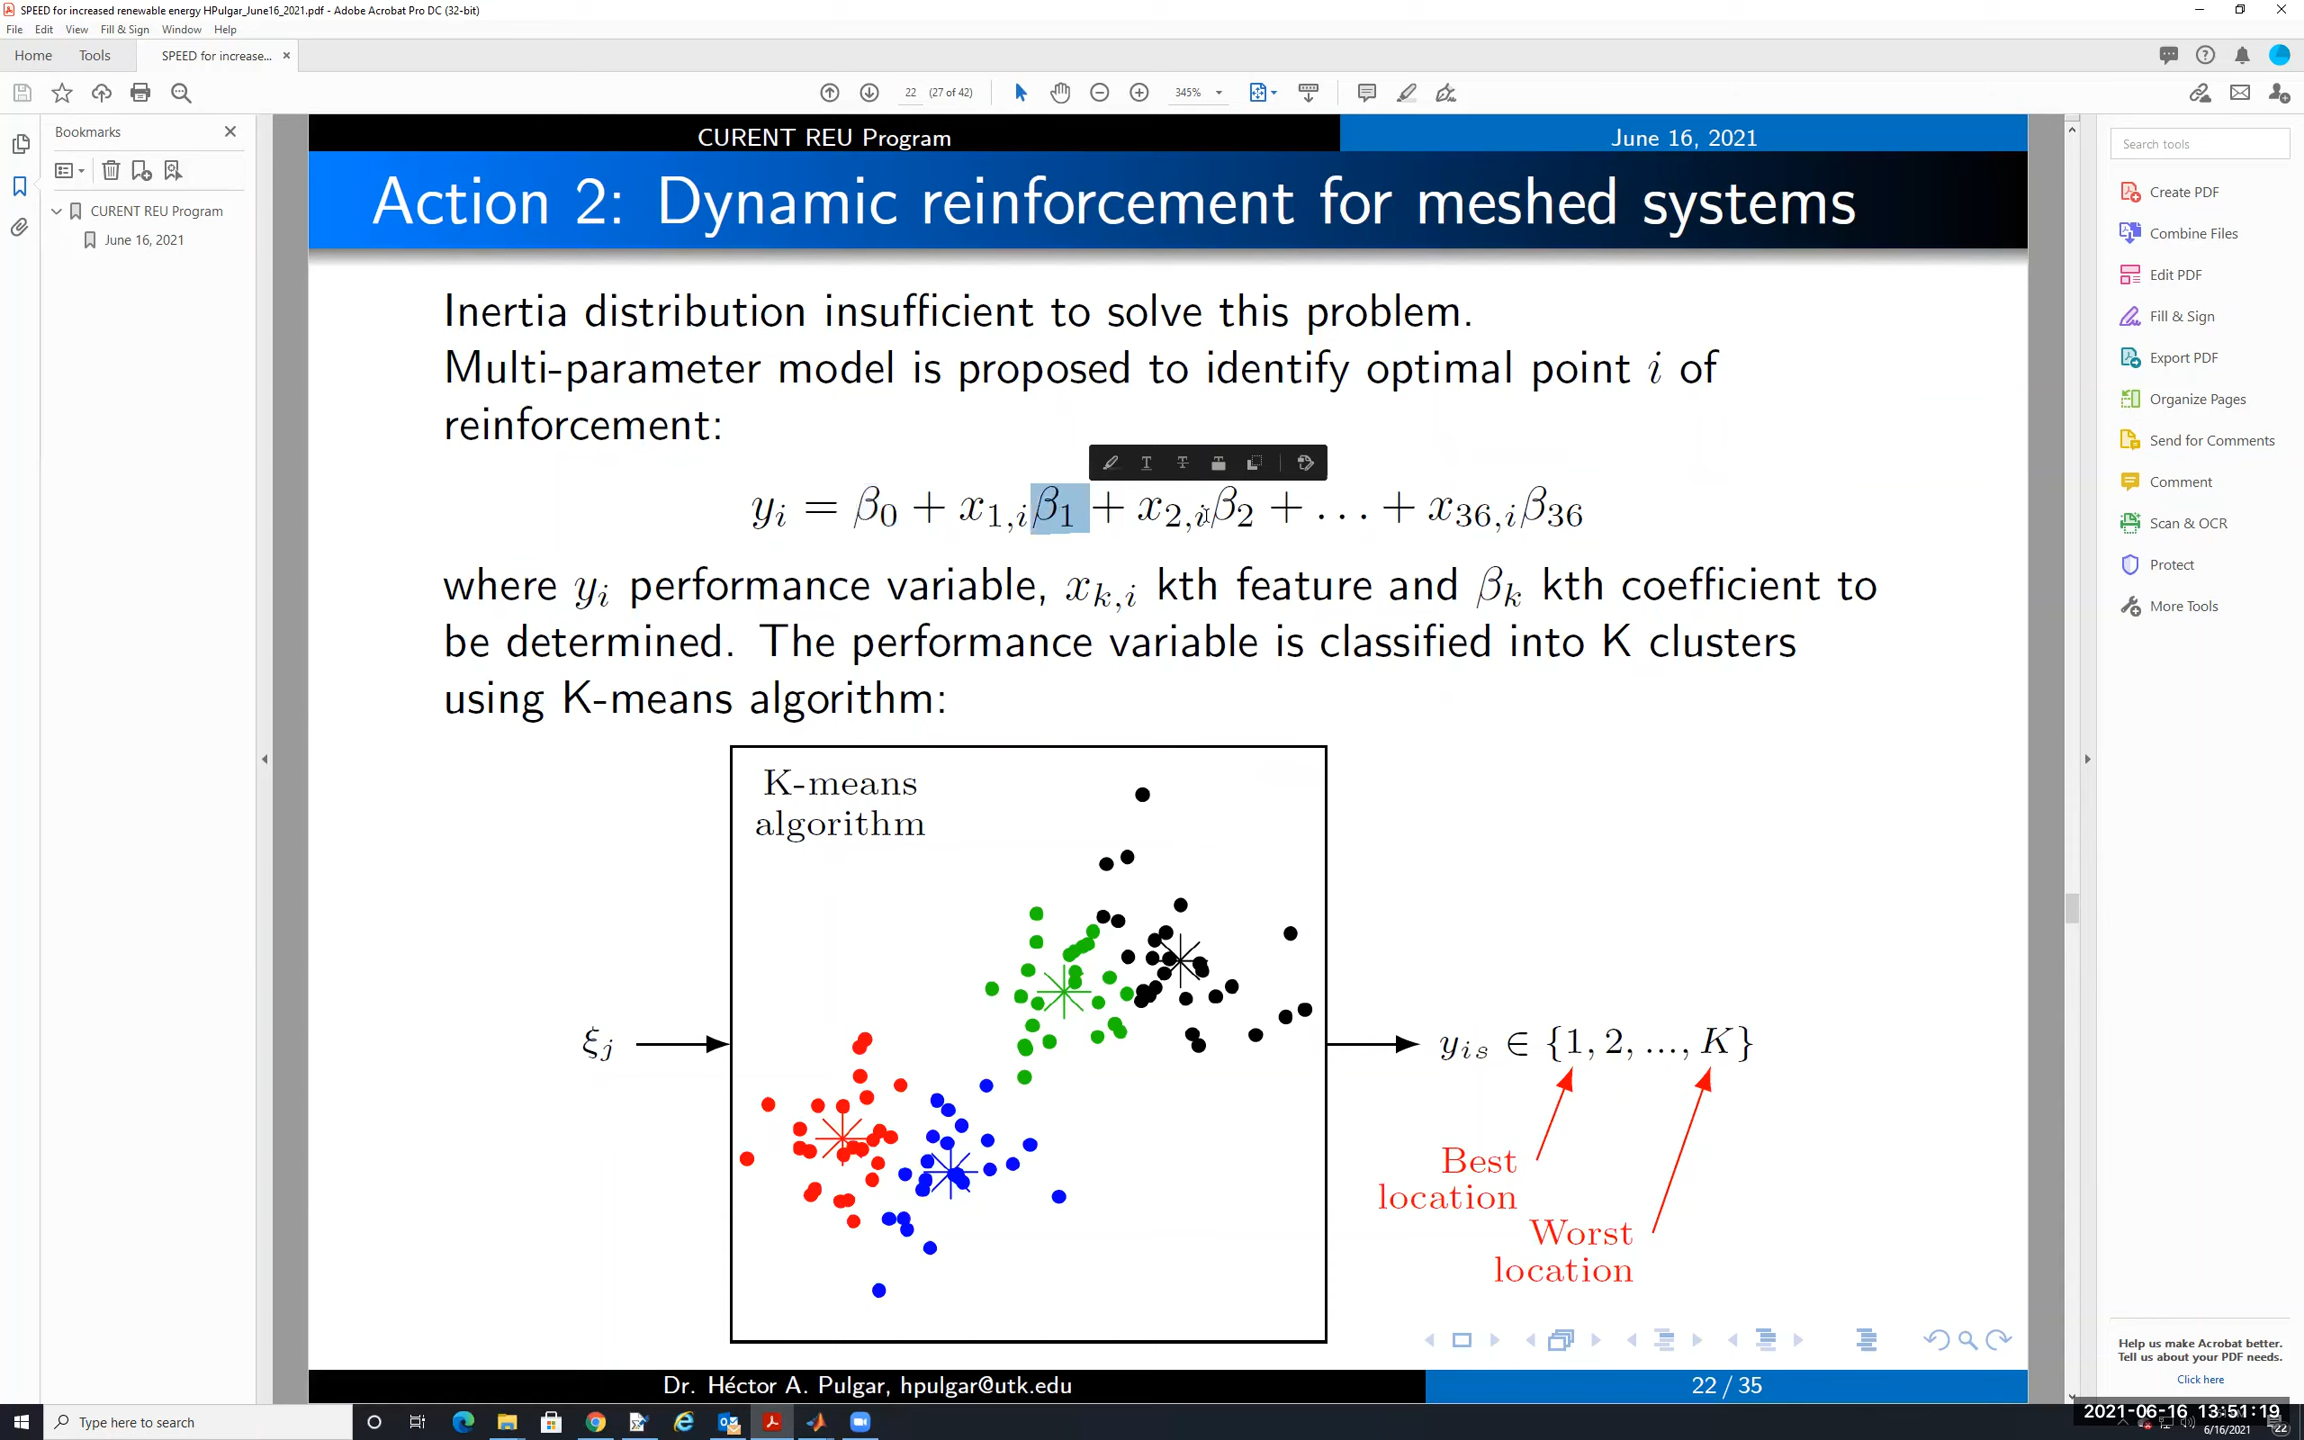 SPEED for increased renewable energy HPulgar_June16_2021.pdf - Adobe Acrobat Pro DC (32-bit)
File Edit View Fill & Sign Window Help
Home Tools SPEED for increase... ×
22 (27 of 42) 345%
Bookmarks
CURENT REU Program
June 16, 2021
CURENT REU Program June 16, 2021
Action 2: Dynamic reinforcement for meshed systems
Inertia distribution insufficient to solve this problem.
Multi-parameter model is proposed to identify optimal point i of
reinforcement:
y_i = β_0 + x_{1,i}β_1 + x_{2,i}β_2 + … + x_{36,i}β_{36}
where y_i performance variable, x_{k,i} kth feature and β_k kth coefficient to
be determined. The performance variable is classified into K clusters
using K-means algorithm:
K-means
algorithm
ξ_j
y_{is} ∈ {1, 2, ..., K}
Best
location
Worst
location
Dr. Héctor A. Pulgar, hpulgar@utk.edu 22 / 35
Search tools
Create PDF
Combine Files
Edit PDF
Fill & Sign
Export PDF
Organize Pages
Send for Comments
Comment
Scan & OCR
Protect
More Tools
Help us make Acrobat better.
Tell us about your PDF needs.
Click here
Type here to search
2021-06-16 13:51:19
6/16/2021
22